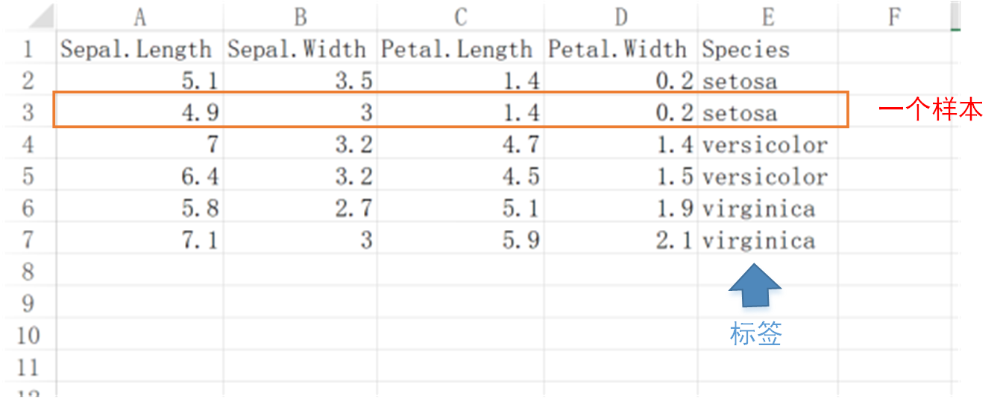 A B C D E F
1 Sepal.Length Sepal.Width Petal.Length Petal.Width Species
2 5.1 3.5 1.4 0.2 setosa
3 4.9 3 1.4 0.2 setosa 一个样本
4 7 3.2 4.7 1.4 versicolor
5 6.4 3.2 4.5 1.5 versicolor
6 5.8 2.7 5.1 1.9 virginica
7 7.1 3 5.9 2.1 virginica
8
9
标签
10
11
12